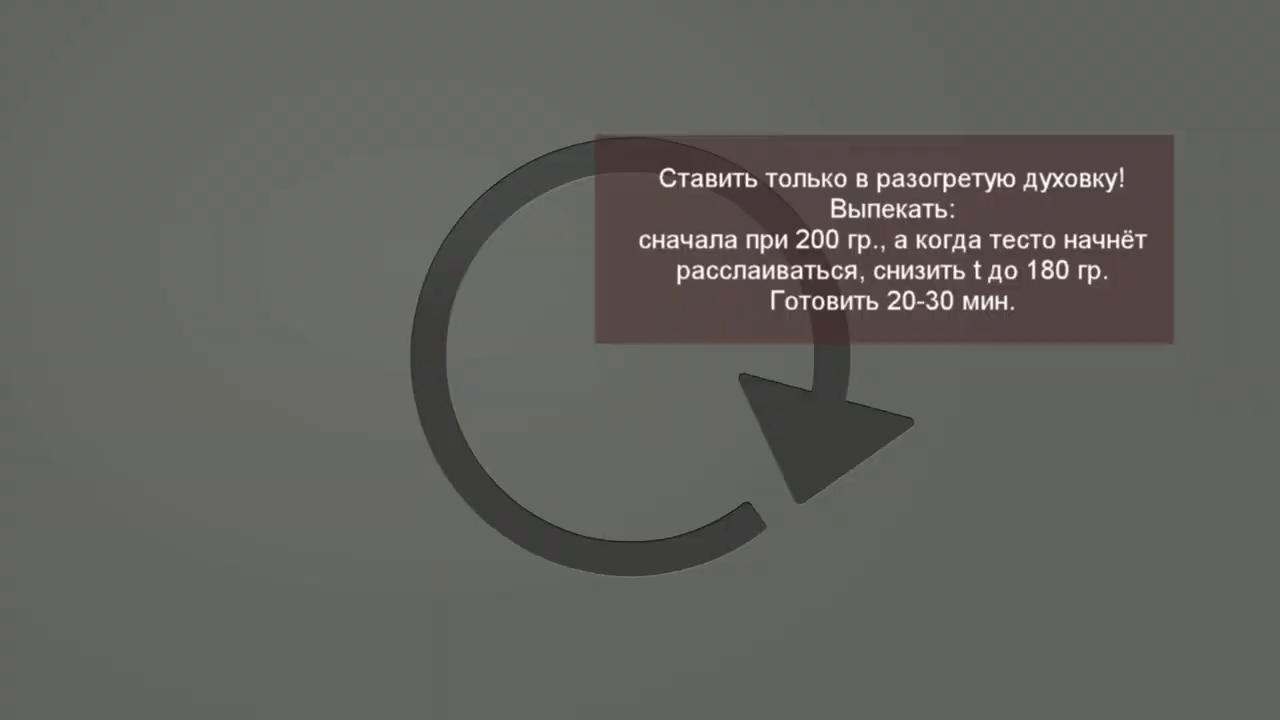 Ставить только в разогретую духовку!
Выпекать:
сначала при 200 гр., а когда тесто начнёт
расслаиваться, снизить t до 180 гр.
Готовить 20-30 мин.